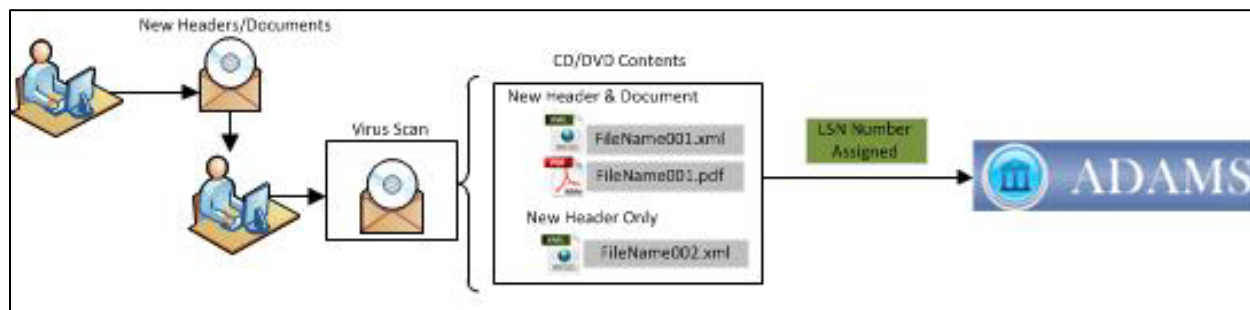 New Headers/Documents
Virus Scan
CD/DVD Contents
New Header & Document
FileName001.xml
PDF
FileName001.pdf
New Header Only
FileName002.xml
LSN Number
Assigned
ADAMS